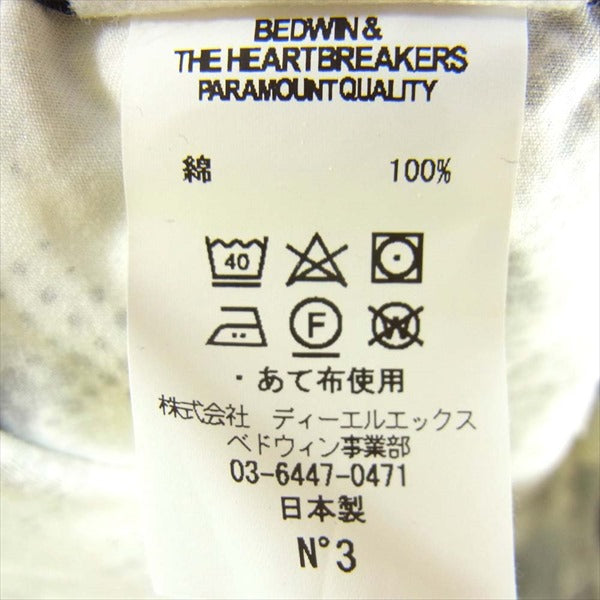 BEDWIN &
THE HEARTBREAKERS
PARAMOUNT QUALITY
綿 100%
40
F W
・あて布使用
株式会社 ディーエルエックス
ベドウィン事業部
03-6447-0471
日本製
N°3